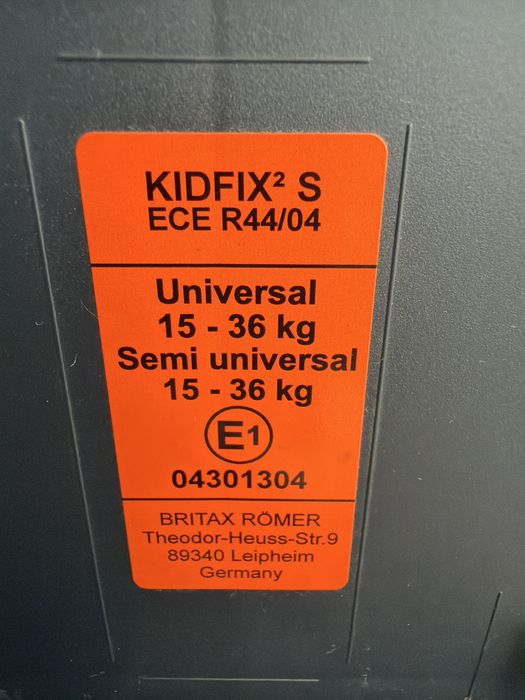 KIDFIX² S
ECE R44/04
Universal
15 - 36 kg
Semi universal
15 - 36 kg
E1
04301304
BRITAX RÖMER
Theodor-Heuss-Str.9
89340 Leipheim
Germany